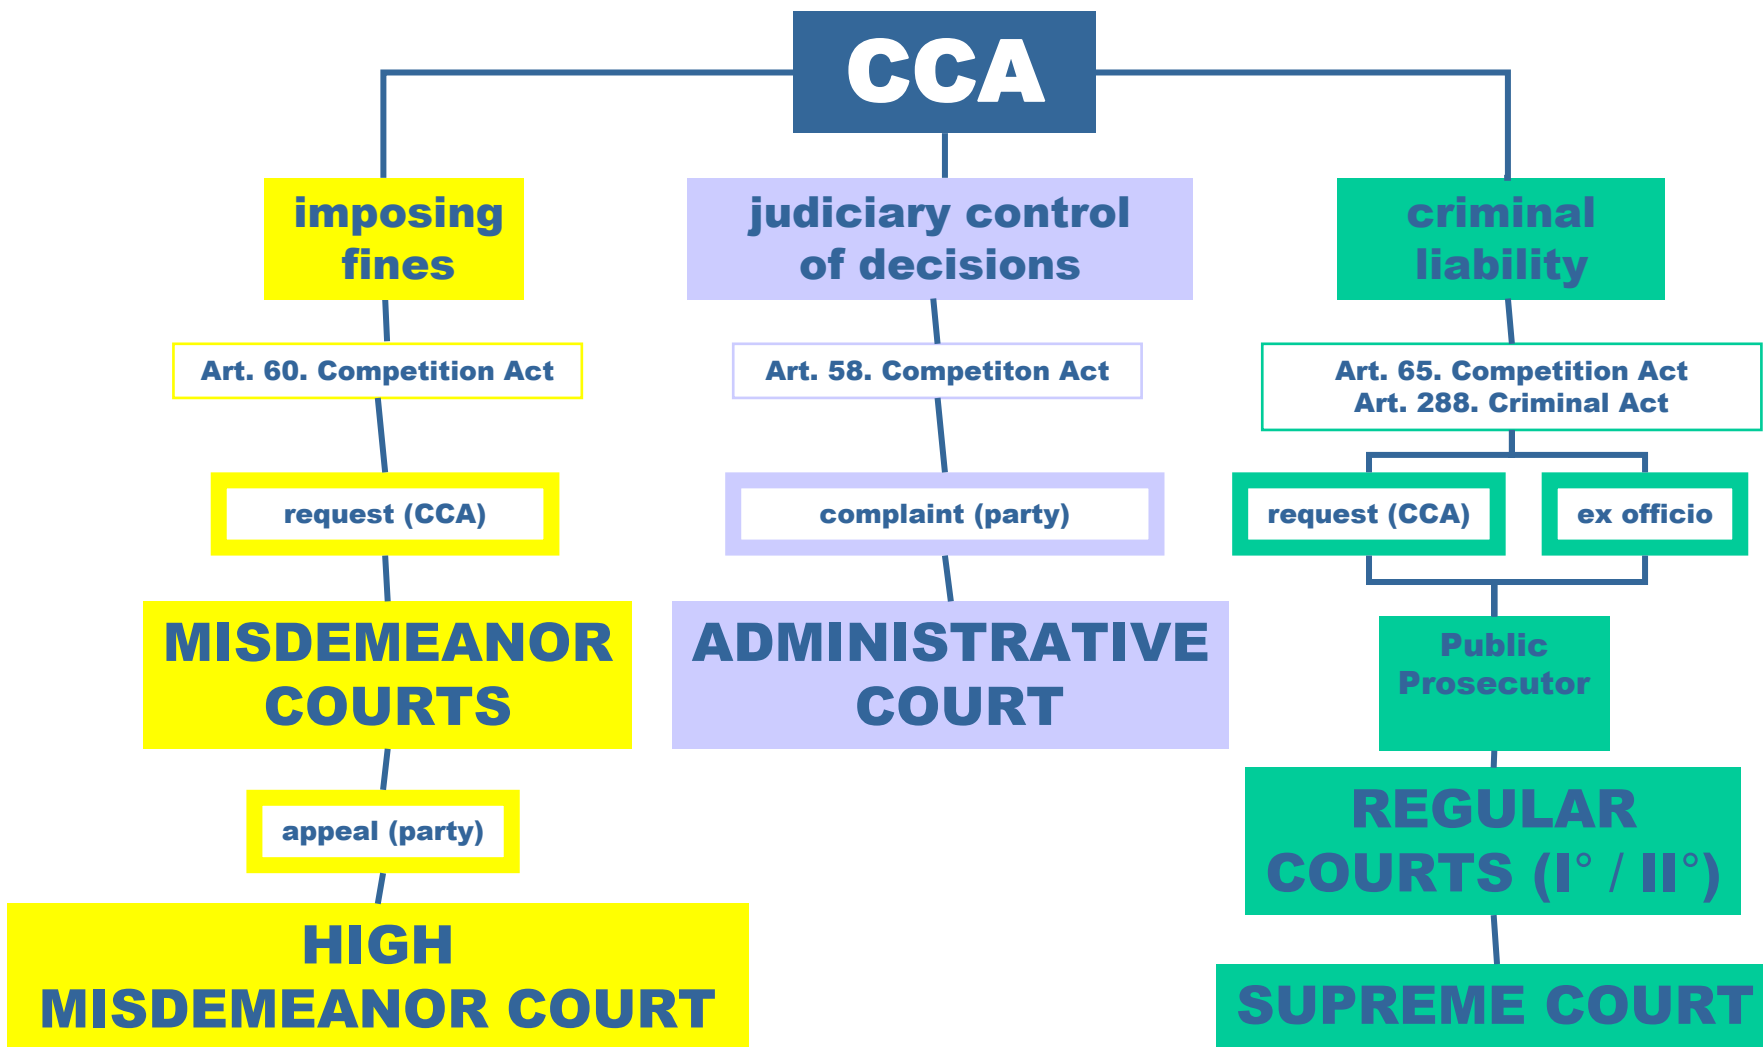 CCA
imposing
fines
judiciary control
of decisions
criminal
liability
Art. 60. Competition Act
Art. 58. Competiton Act
Art. 65. Competition Act
Art. 288. Criminal Act
request (CCA)
complaint (party)
request (CCA)
ex officio
MISDEMEANOR
COURTS
ADMINISTRATIVE
COURT
Public
Prosecutor
appeal (party)
REGULAR
COURTS (I° / II°)
HIGH
MISDEMEANOR COURT
SUPREME COURT